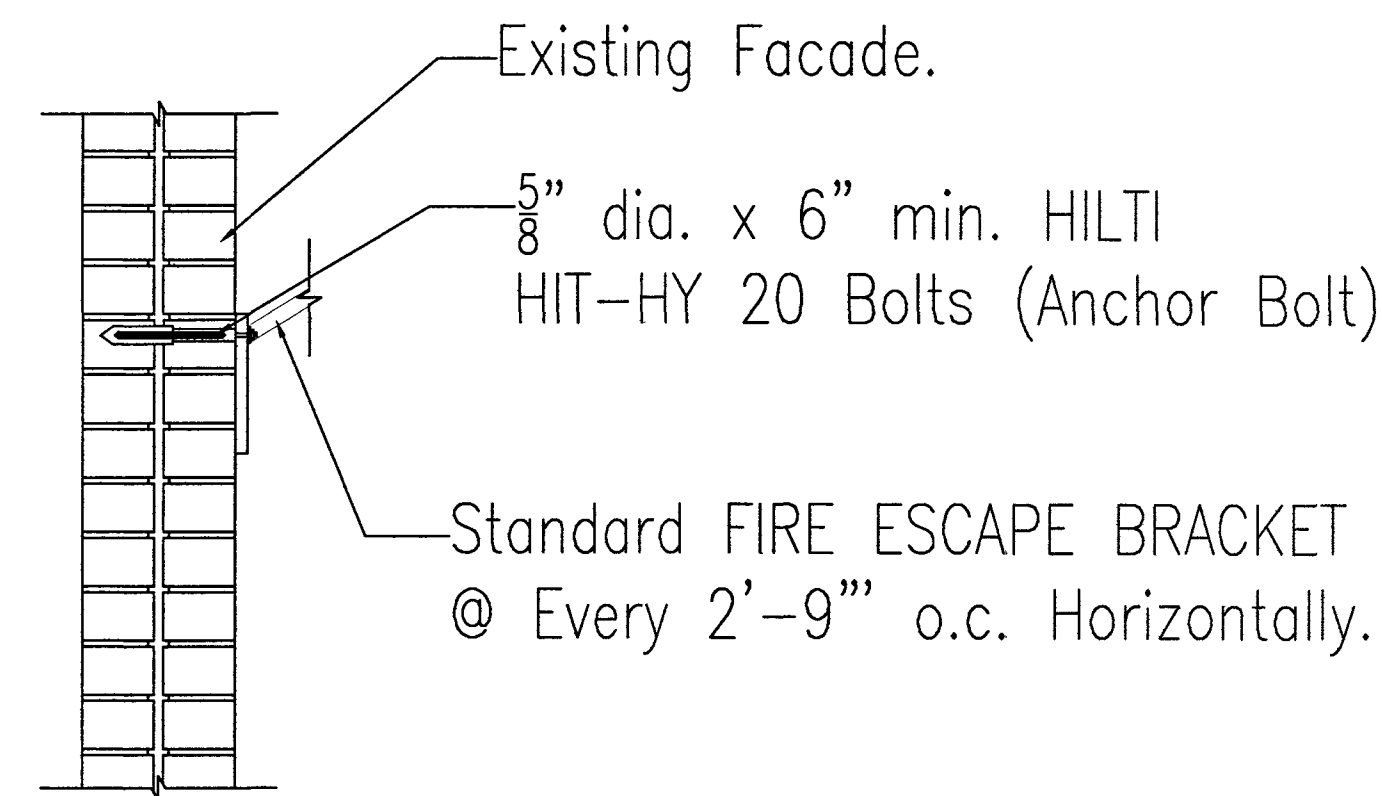 Existing Facade.
5/8" dia. x 6" min. HILTI
HIT-HY 20 Bolts (Anchor Bolt)
Standard FIRE ESCAPE BRACKET
@ Every 2'-9"' o.c. Horizontally.